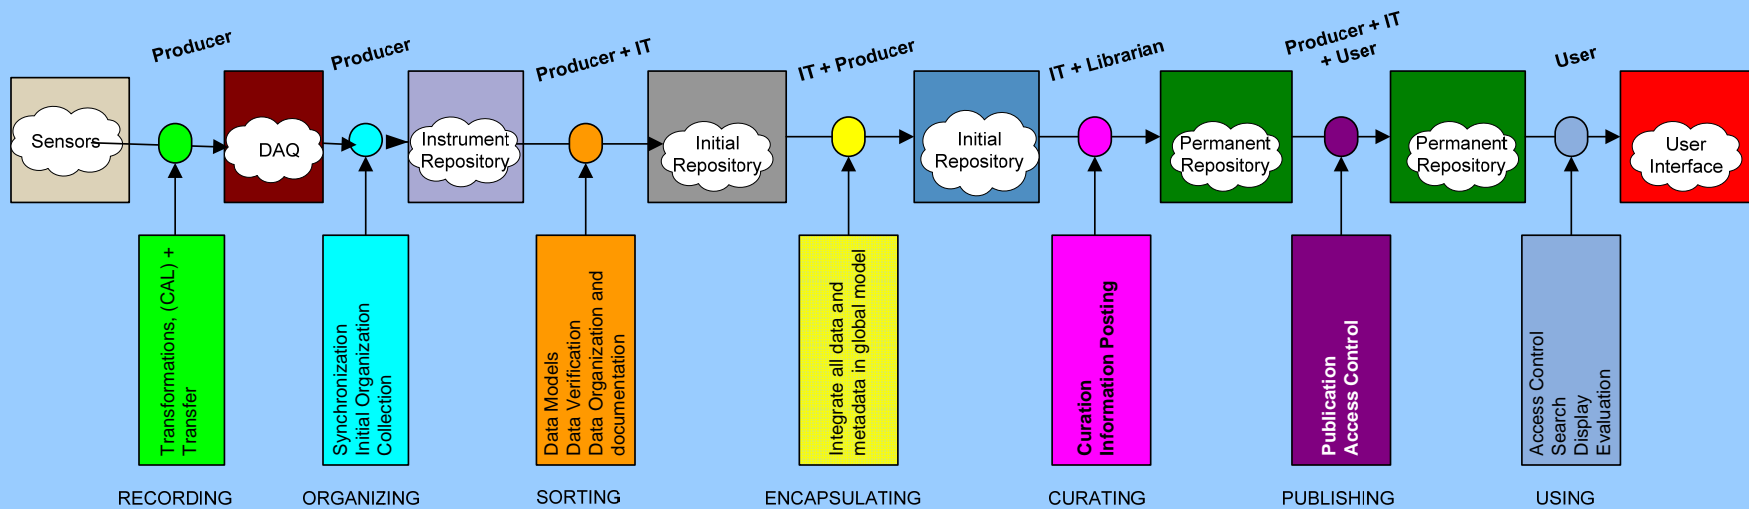 Producer
Producer
Producer + IT
IT + Producer
IT + Librarian
Producer + IT
+ User
User
Sensors
DAQ
Instrument
Repository
Initial
Repository
Initial
Repository
Permanent
Repository
Permanent
Repository
User
Interface
Transformations, (CAL) +
Transfer
Synchronization
Initial Organization
Collection
Data Models
Data Verification
Data Organization and
documentation
Integrate all data and
metadata in global model
Curation
Information Posting
Publication
Access Control
Access Control
Search
Display
Evaluation
RECORDING
ORGANIZING
SORTING
ENCAPSULATING
CURATING
PUBLISHING
USING